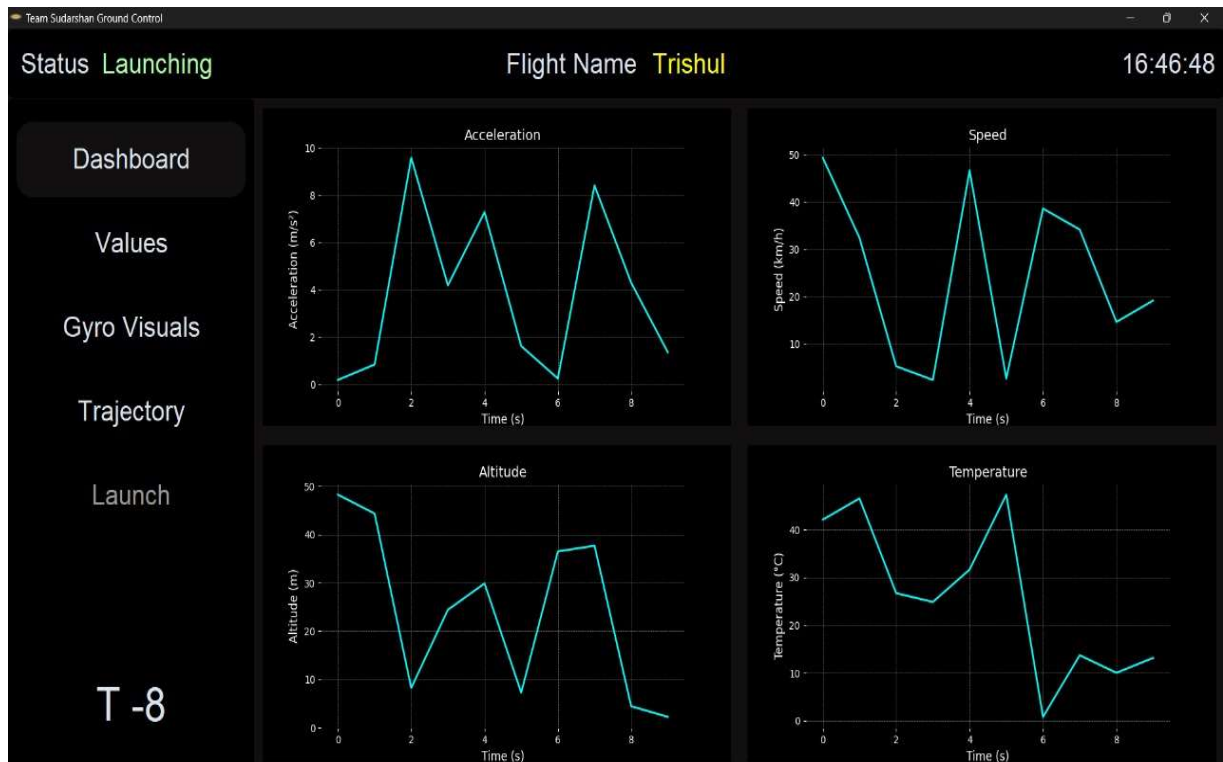 Team Sudarshan Ground Control
Status Launching
Flight Name Trishul
16:46:48
Dashboard
Values
Gyro Visuals
Trajectory
Launch
T -8
Acceleration
Acceleration (m/s²)
10
8
6
4
2
0
0 2 4 6 8
Time (s)
Speed
Speed (km/h)
50
40
30
20
10
0 2 4 6 8
Time (s)
Altitude
Altitude (m)
50
40
30
20
10
0
0 2 4 6 8
Time (s)
Temperature
Temperature (°C)
40
30
20
10
0
0 2 4 6 8
Time (s)